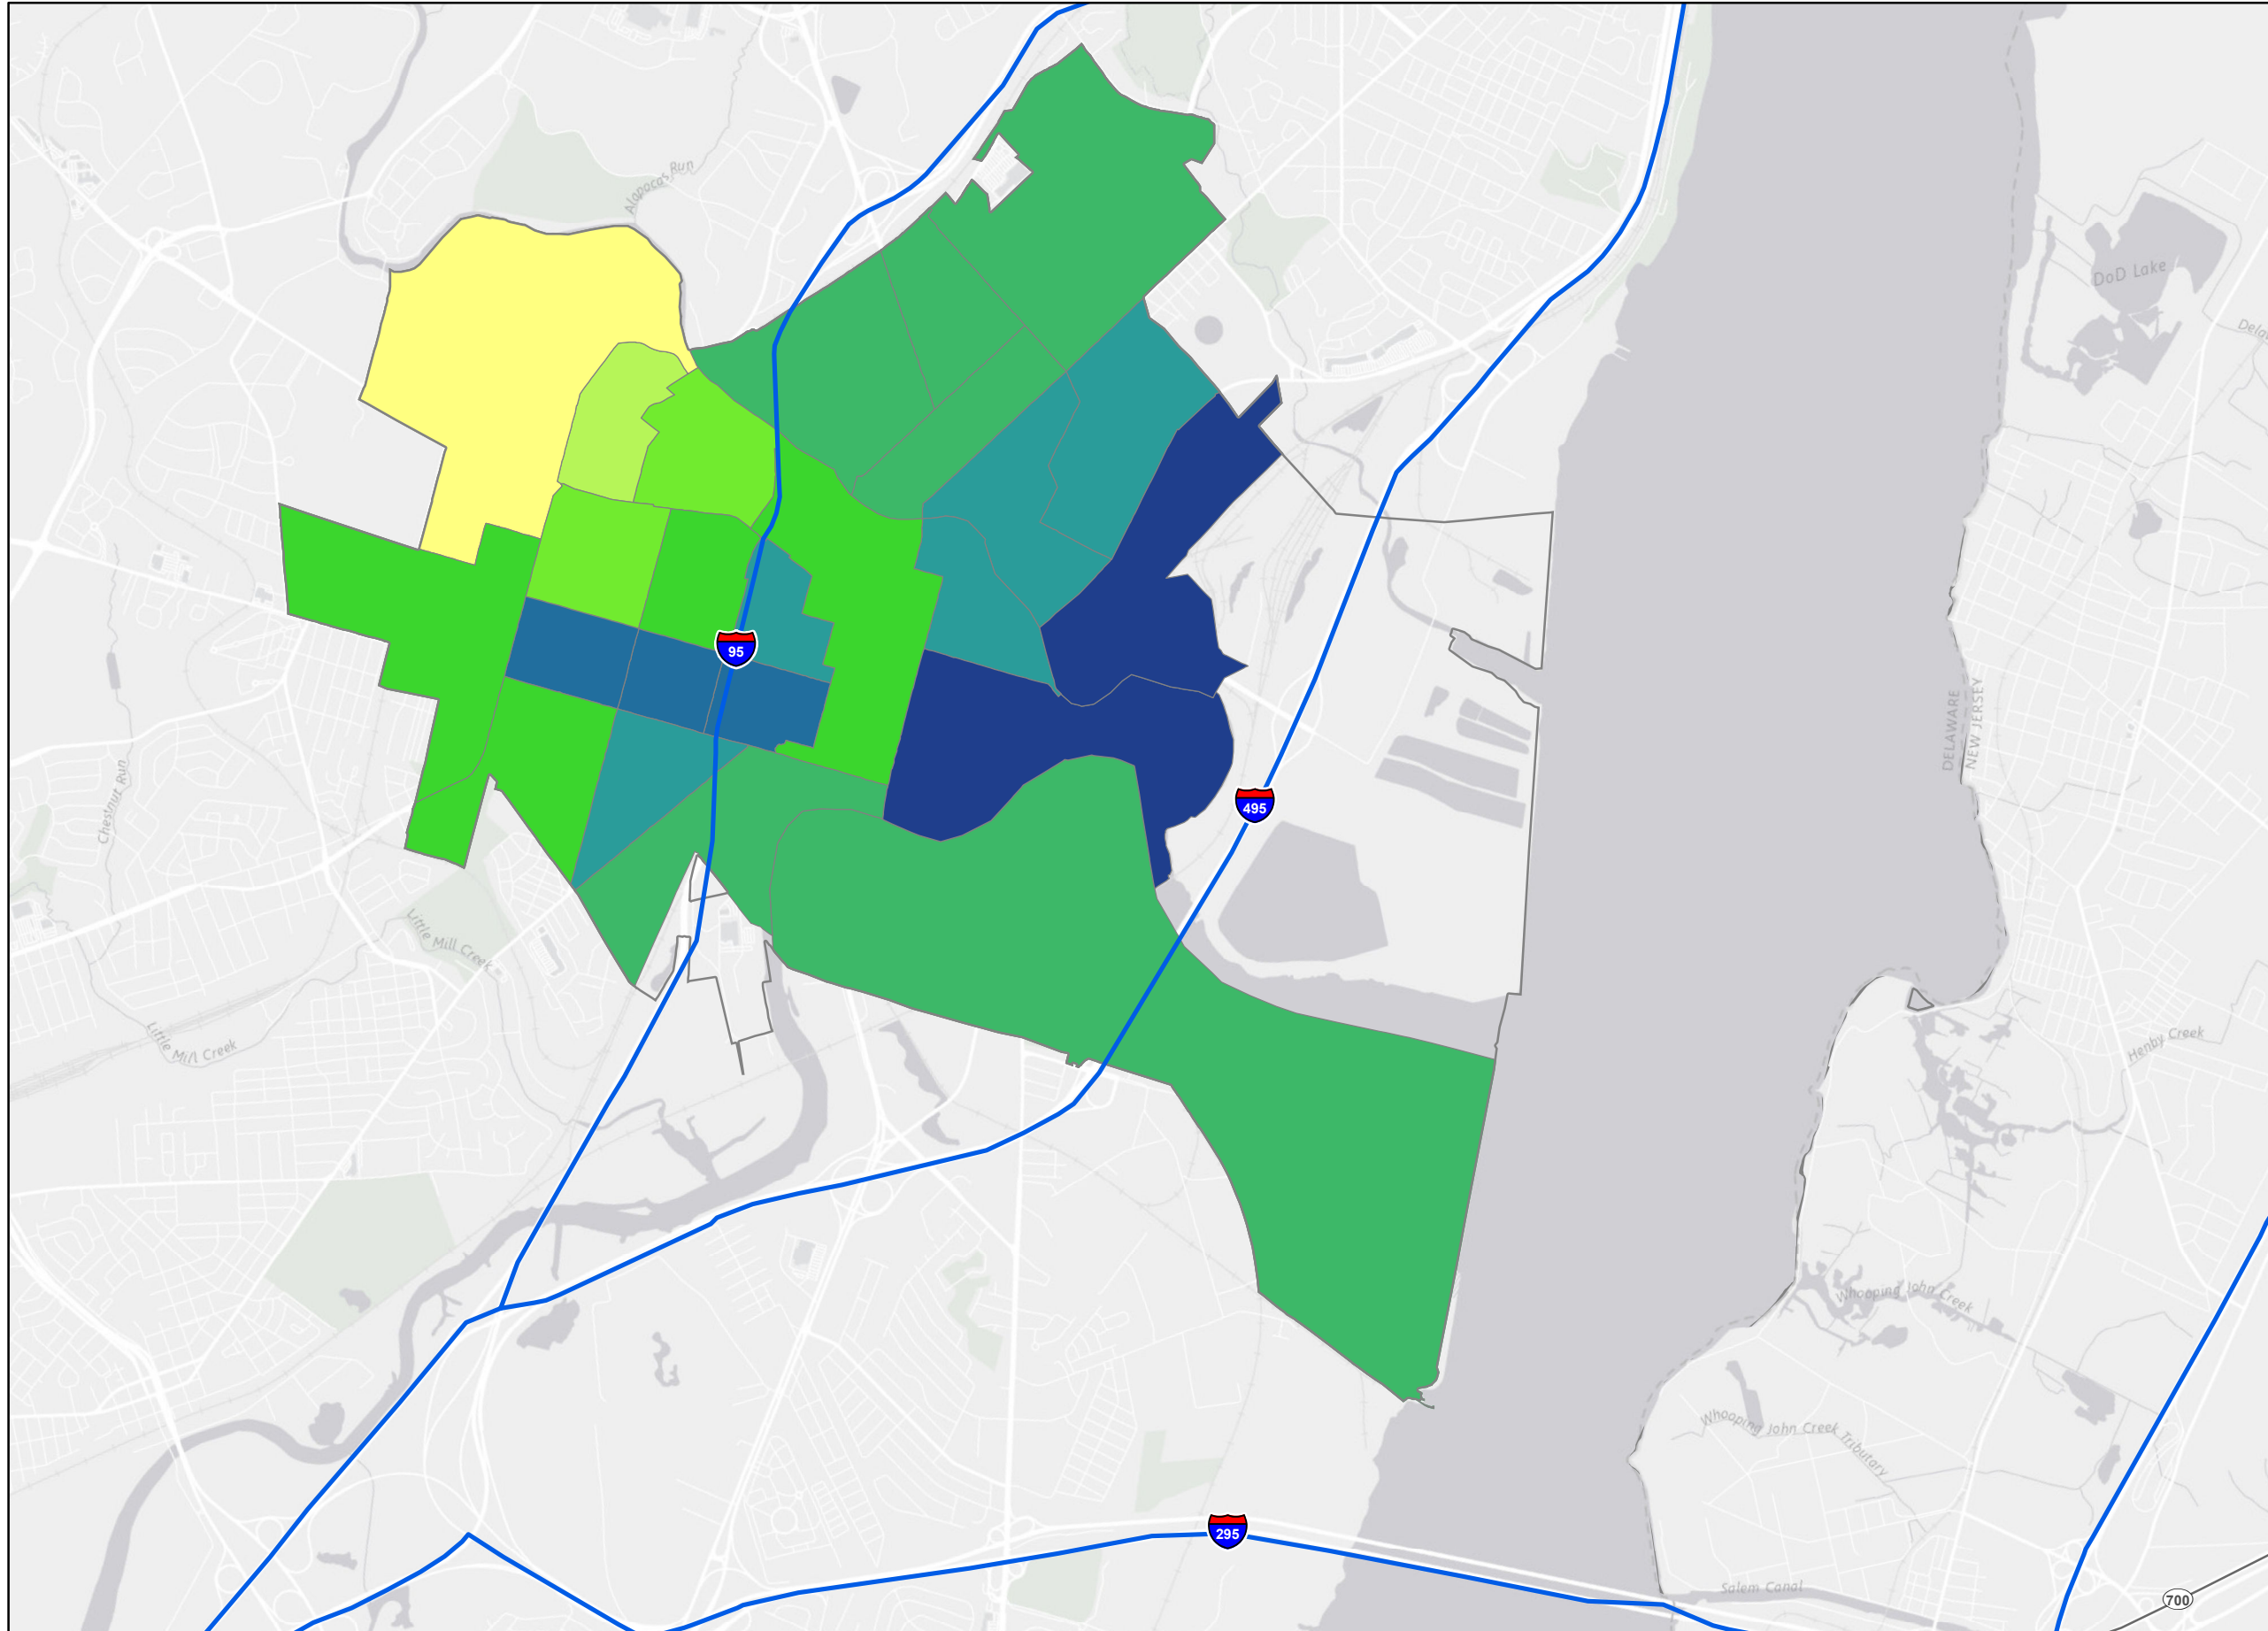 Alapocas Run
DoD Lake
Delaw
95
DELAWARE
NEW JERSEY
Chestnut Run
495
Little Mill Creek
Little Mill Creek
Henby Creek
Whooping John Creek
Whooping John Creek Tributary
295
Salem Canal
700